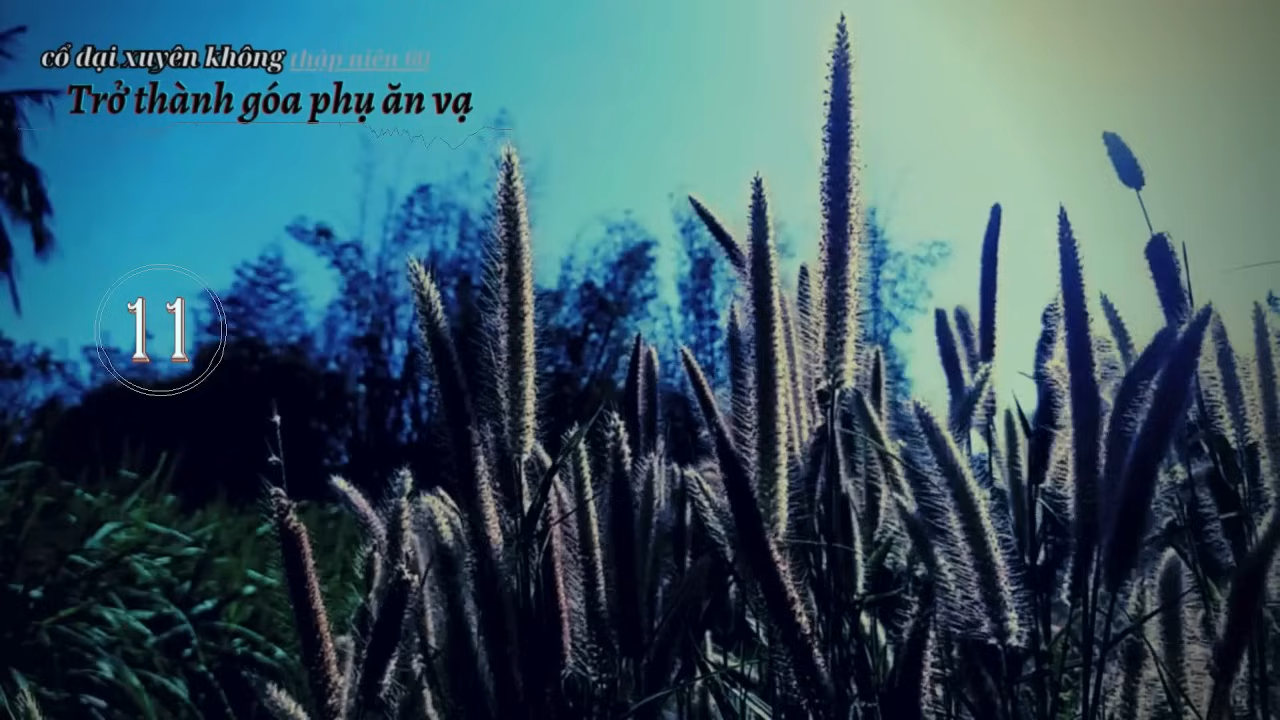 cổ đại xuyên không thập niên 60
Trở thành góa phụ ăn vạ
11